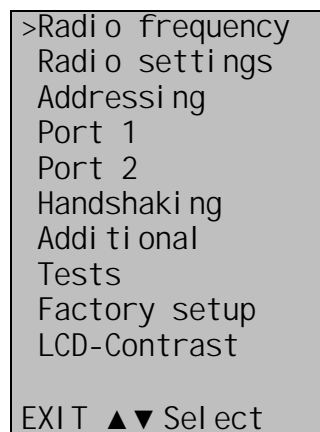 >Radio frequency
Radio settings
Addressing
Port 1
Port 2
Handshaking
Additional
Tests
Factory setup
LCD-Contrast
EXIT ▲▼ Select